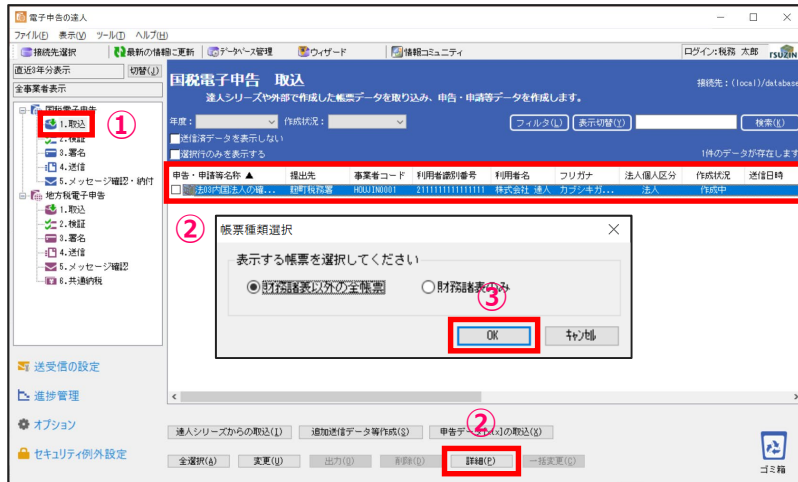 電子申告の達人
ファイル(F) 表示(V) ツール(T) ヘルプ(H)
接続先選択 最新の情報に更新 データベース管理 ウィザード 情報コミュニティ ログイン:税務 太郎 TSUZIN
直近3年分表示 切替(J)
全事業者表示
国税電子申告
1.取込
①
2.検証
3.署名
4.送信
5.メッセージ確認・納付
地方税電子申告
1.取込
2.検証
3.署名
4.送信
5.メッセージ確認
6.共通納税
送受信の設定
進捗管理
オプション
セキュリティ例外設定
国税電子申告 取込
接続先:(local)/database
達人シリーズや外部で作成した帳票データを取り込み、申告・申請等データを作成します。
年度: 作成状況: フィルタ(L) 表示切替(Y) 検索(K)
送信済データを表示しない
選択行のみを表示する 1件のデータが存在します
申告・申請等名称 ▲ 提出先 事業者コード 利用者識別番号 利用者名 フリガナ 法人個人区分 作成状況 送信日時
法03内国法人の確... 麹町税務署 HOUJIN0001 2111111111111111 株式会社 達人 カブシキガ... 法人 作成中
②
帳票種類選択
表示する帳票を選択してください
財務諸表以外の全帳票 財務諸表のみ
③
OK キャンセル
②
達人シリーズからの取込(I) 追加送信データ等作成(S) 申告データ[.x]の取込(X)
全選択(A) 変更(U) 出力(O) 削除(D) 詳細(P) 一括変更(C)
ゴミ箱